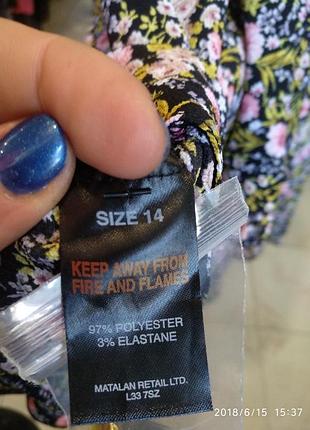 SIZE 14
KEEP AWAY FROM
FIRE AND FLAMES
97% POLYESTER
3% ELASTANE
MATALAN RETAIL LTD.
L33 7SZ
2018/6/15 15:37